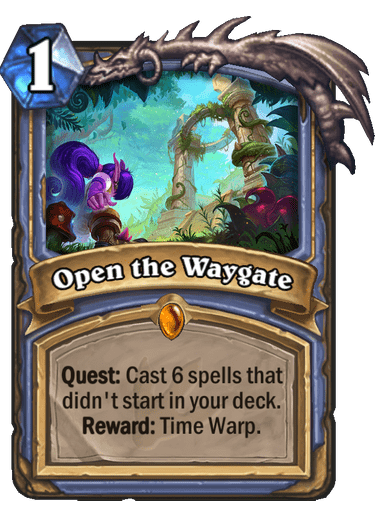 1
Open the Waygate
Quest: Cast 6 spells that
didn't start in your deck.
Reward: Time Warp.